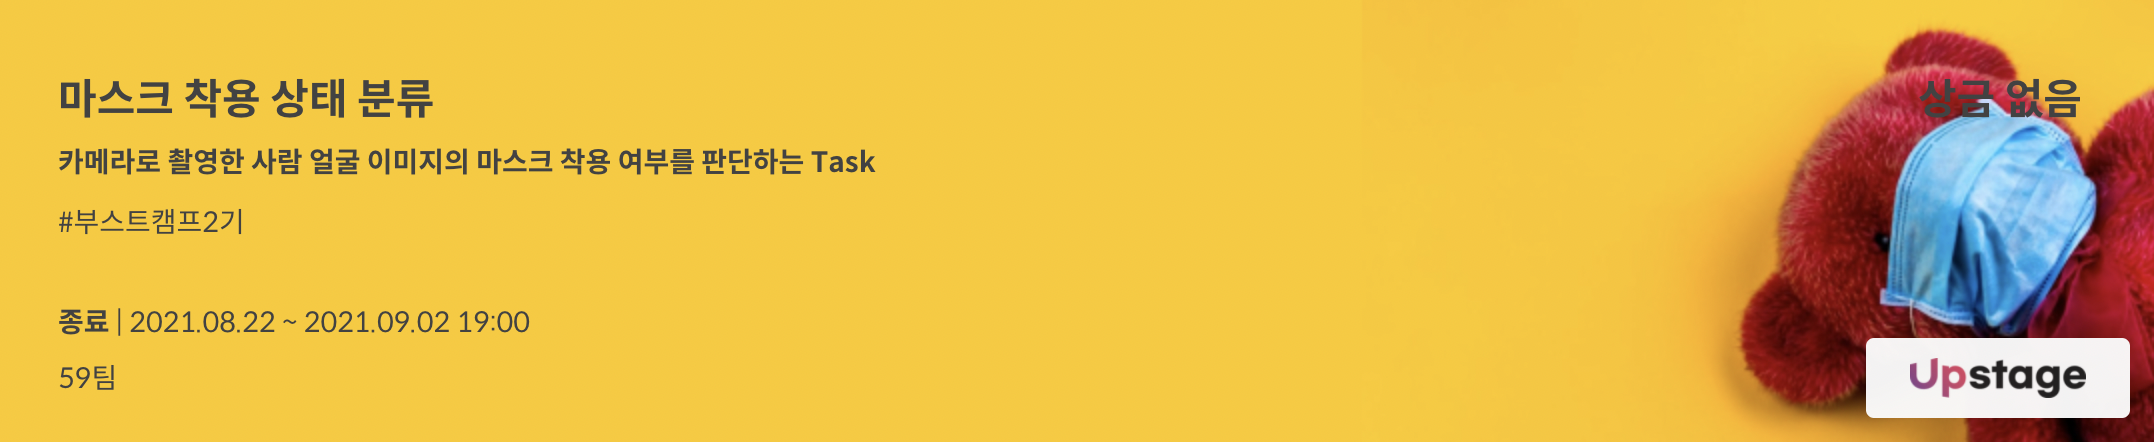 마스크 착용 상태 분류
상금 없음
카메라로 촬영한 사람 얼굴 이미지의 마스크 착용 여부를 판단하는 Task
#부스트캠프2기
종료 | 2021.08.22 ~ 2021.09.02 19:00
59팀
Upstage